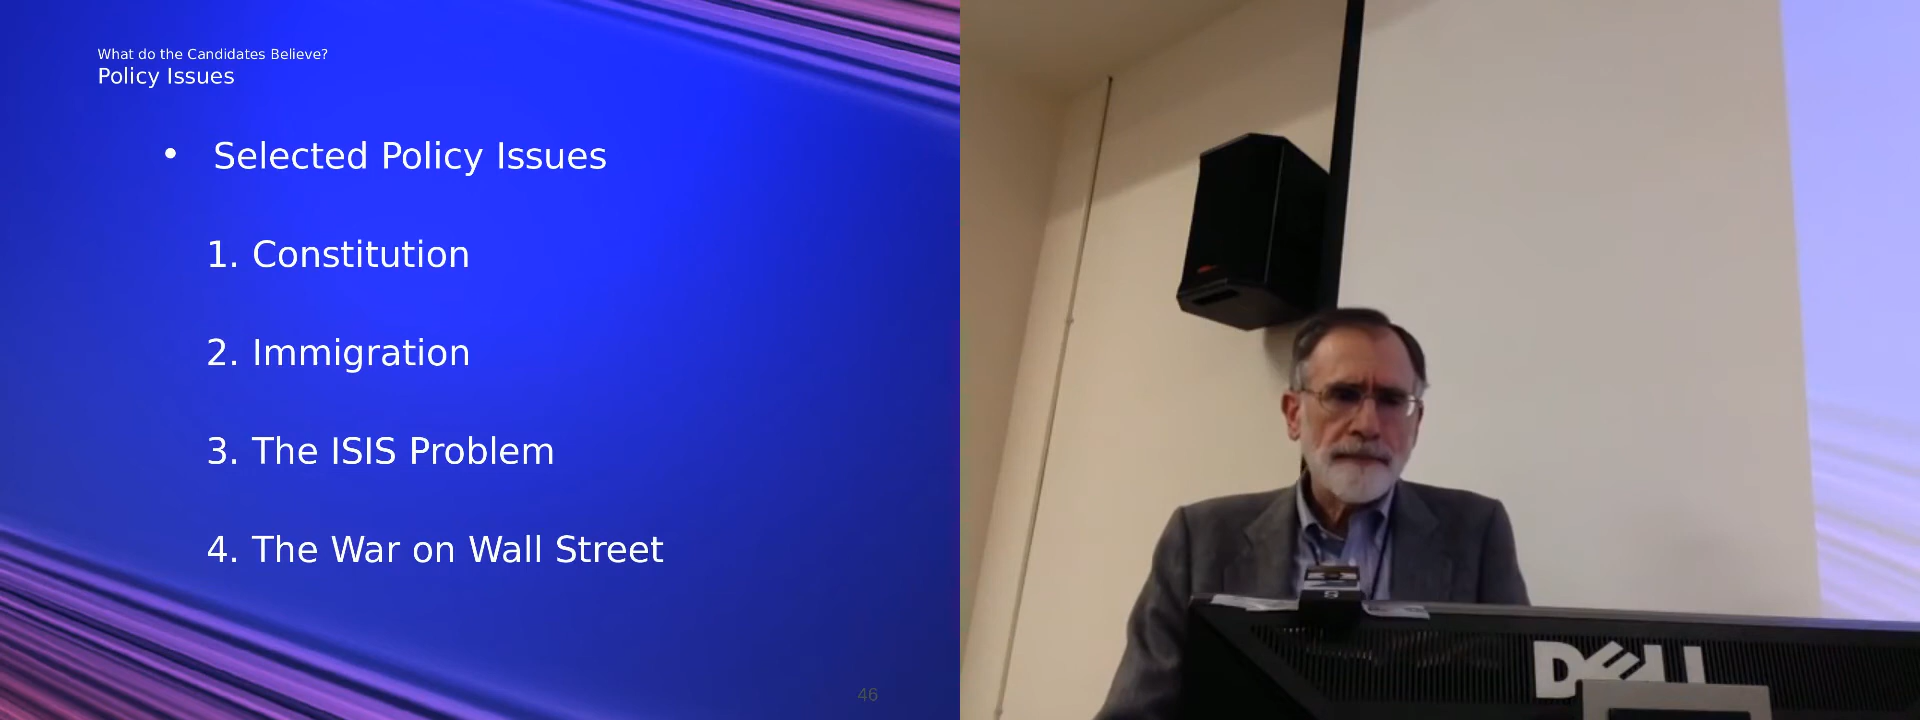 What do the Candidates Believe?
Policy Issues
• Selected Policy Issues
1. Constitution
2. Immigration
3. The ISIS Problem
4. The War on Wall Street
46
DELL